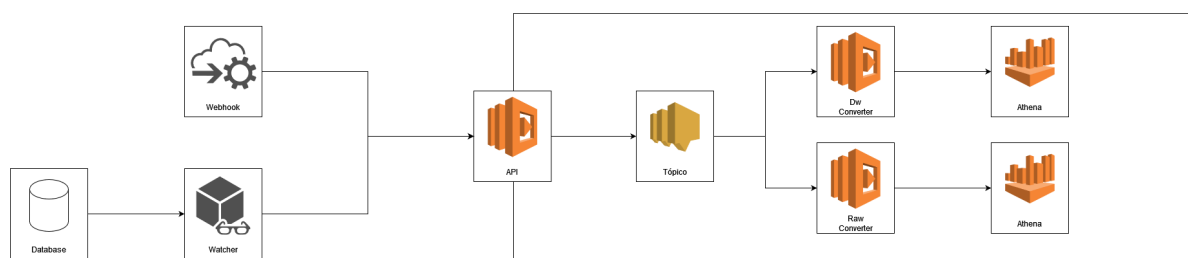 Webhook
Database
Watcher
API
Tópico
Dw
Converter
Athena
Raw
Converter
Athena